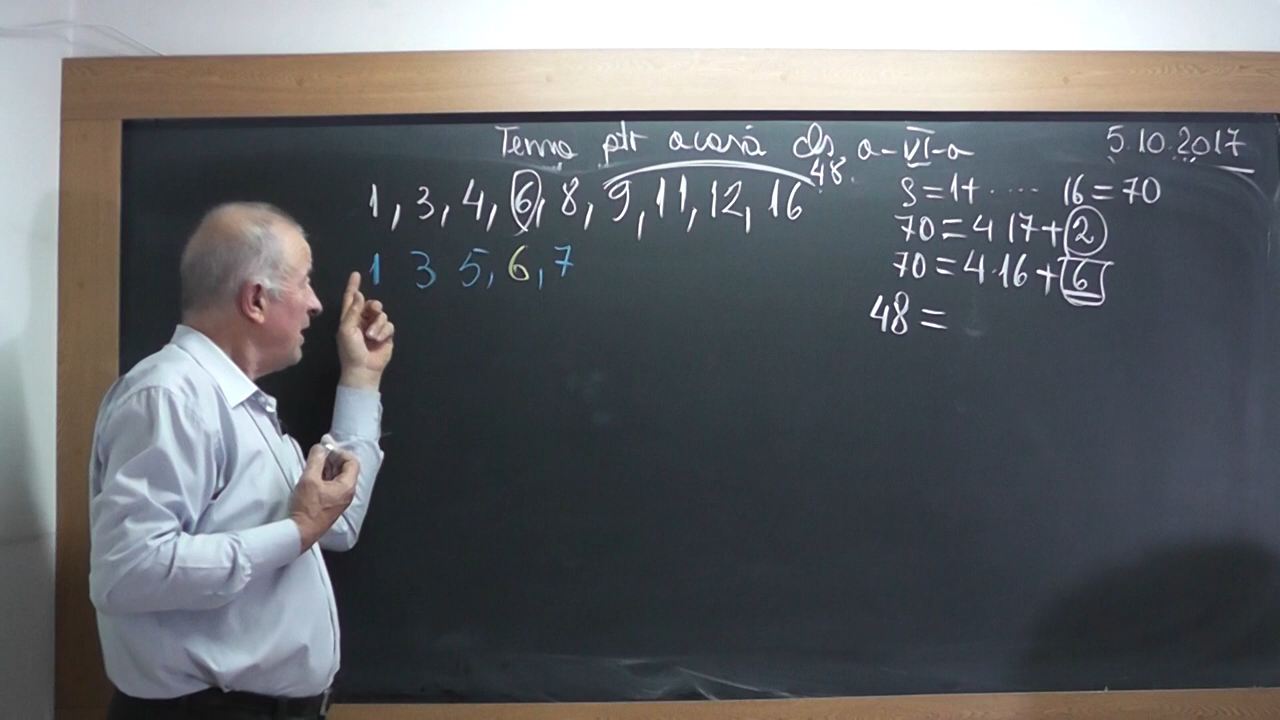 Tema ptr acasă cls a-VI-a
5.10.2017
48.
1, 3, 4, 6, 8, 9, 11, 12, 16
1 3 5, 6, 7
S=1+ ..... 16=70
70=4·17+2
70=4·16+6
48=